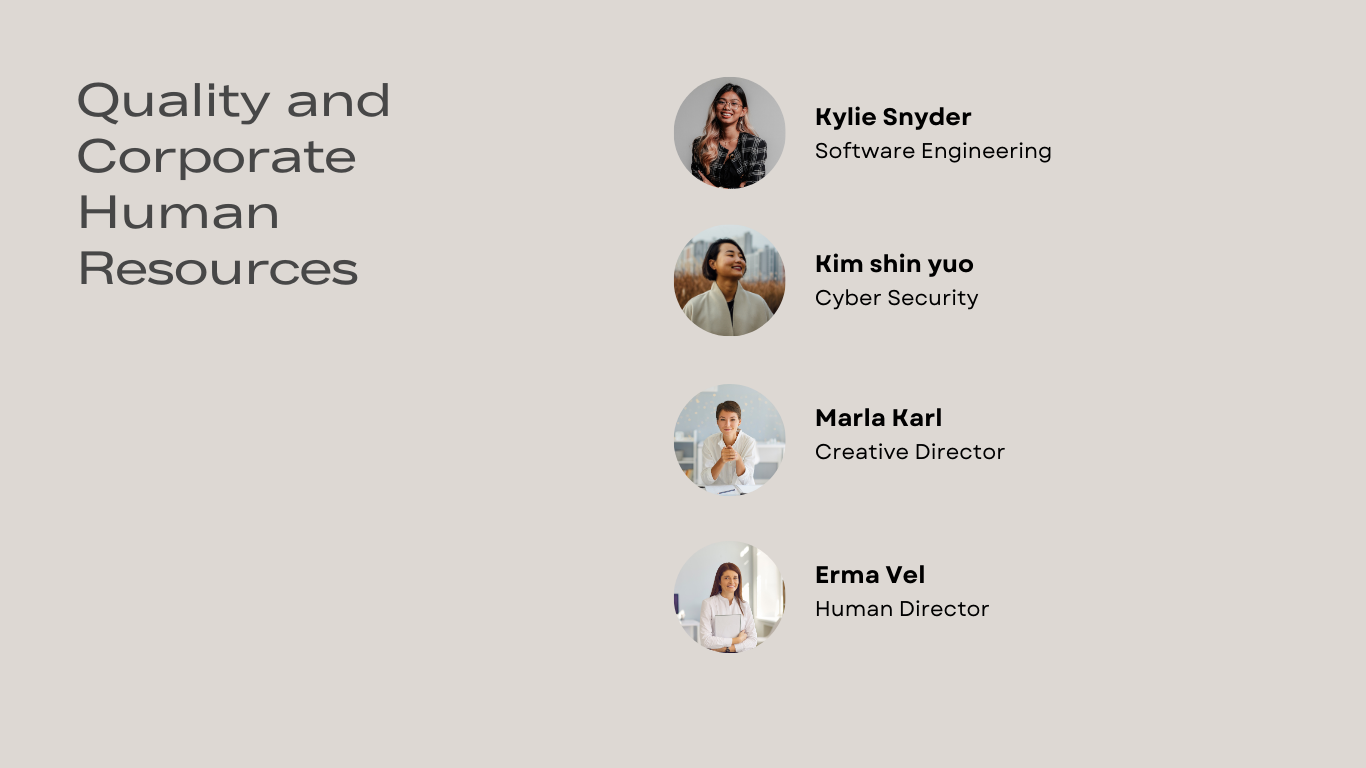 Quality and
Corporate
Human
Resources
Kylie Snyder
Software Engineering
Kim shin yuo
Cyber Security
Marla Karl
Creative Director
Erma Vel
Human Director